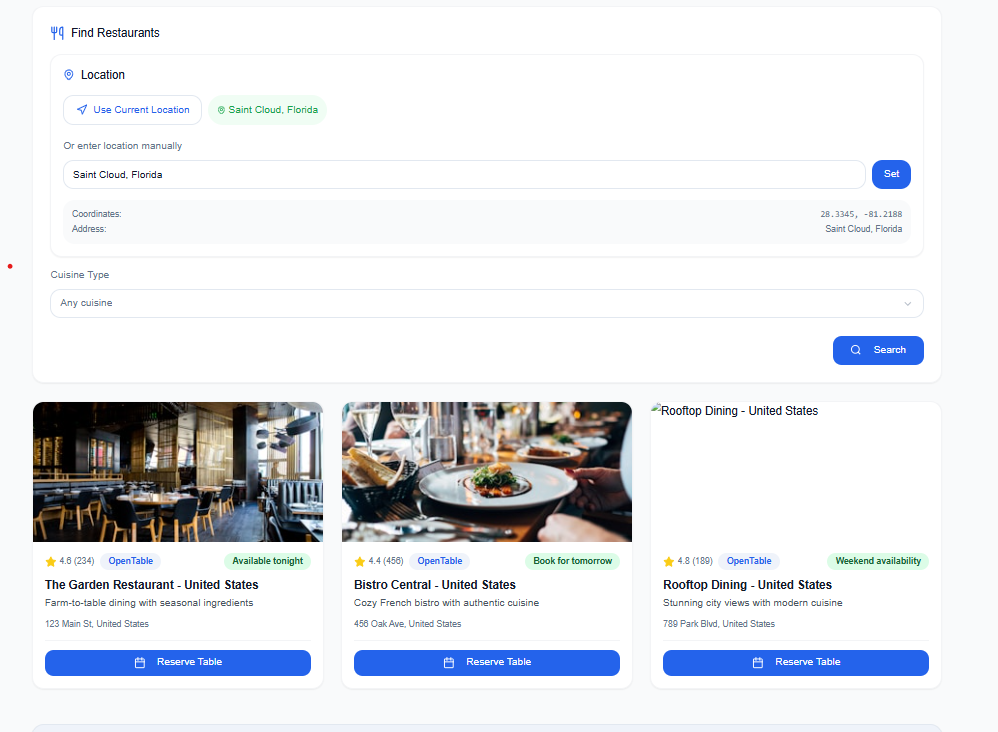 Find Restaurants
Location
Use Current Location
Saint Cloud, Florida
Or enter location manually
Saint Cloud, Florida
Set
Coordinates: 28.3345, -81.2188
Address: Saint Cloud, Florida
Cuisine Type
Any cuisine
Search
4.6 (234) OpenTable Available tonight
The Garden Restaurant - United States
Farm-to-table dining with seasonal ingredients
123 Main St, United States
Reserve Table
4.4 (456) OpenTable Book for tomorrow
Bistro Central - United States
Cozy French bistro with authentic cuisine
456 Oak Ave, United States
Reserve Table
Rooftop Dining - United States
4.8 (189) OpenTable Weekend availability
Rooftop Dining - United States
Stunning city views with modern cuisine
789 Park Blvd, United States
Reserve Table